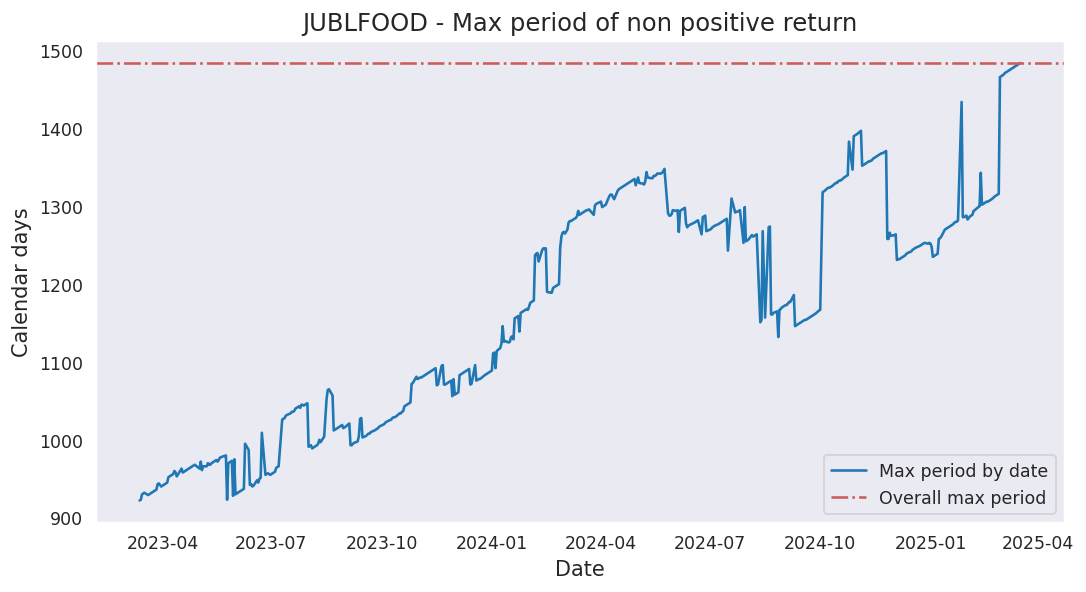 JUBLFOOD - Max period of non positive return
Calendar days
1500
1400
1300
1200
1100
1000
900
Max period by date
Overall max period
2023-04 2023-07 2023-10 2024-01 2024-04 2024-07 2024-10 2025-01 2025-04
Date